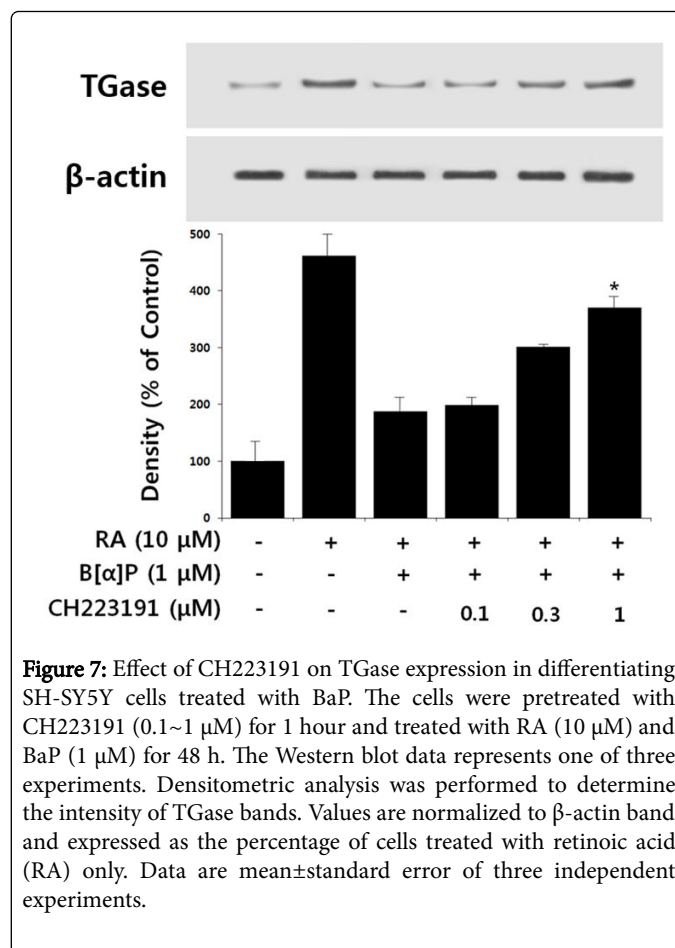 TGase
β-actin
500
400
300
200
100
0
Density (% of Control)
*
RA (10 μM) - + + + + +
B[α]P (1 μM) - - + + + +
CH223191 (μM) - - - 0.1 0.3 1
Figure 7: Effect of CH223191 on TGase expression in differentiating
SH-SY5Y cells treated with BaP. The cells were pretreated with
CH223191 (0.1~1 μM) for 1 hour and treated with RA (10 μM) and
BaP (1 μM) for 48 h. The Western blot data represents one of three
experiments. Densitometric analysis was performed to determine
the intensity of TGase bands. Values are normalized to β-actin band
and expressed as the percentage of cells treated with retinoic acid
(RA) only. Data are mean±standard error of three independent
experiments.